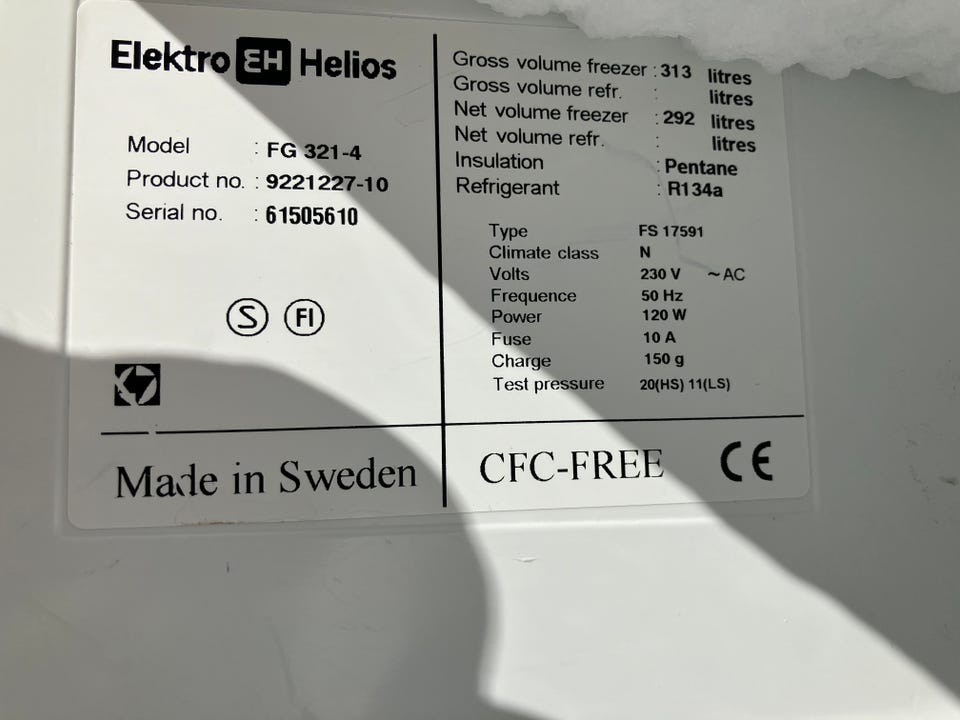 Elektro EH Helios
Model : FG 321-4
Product no. : 9221227-10
Serial no. : 61505610
S FI
Made in Sweden
Gross volume freezer : 313 litres
Gross volume refr. : litres
Net volume freezer : 292 litres
Net volume refr. : litres
Insulation : Pentane
Refrigerant : R134a
Type FS 17591
Climate class N
Volts 230 V ~ AC
Frequence 50 Hz
Power 120 W
Fuse 10 A
Charge 150 g
Test pressure 20(HS) 11(LS)
CFC-FREE CE